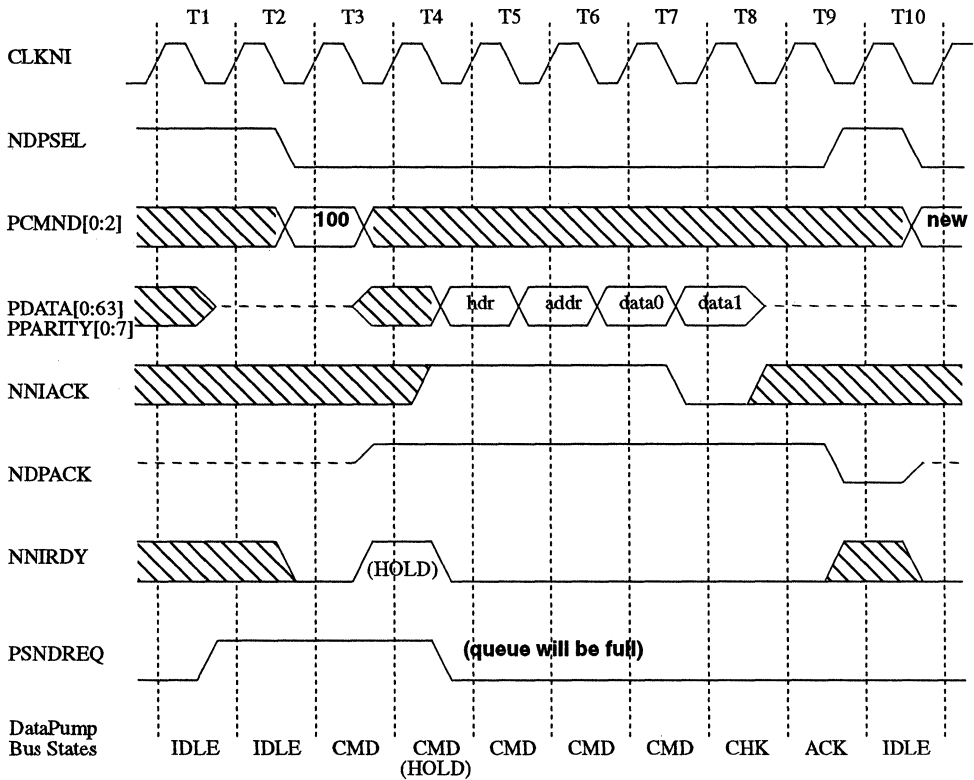 T1 T2 T3 T4 T5 T6 T7 T8 T9 T10
CLKNI
NDPSEL
PCMND[0:2] 100 new
PDATA[0:63] hdr addr data0 data1
PPARITY[0:7]
NNIACK
NDPACK
NNIRDY (HOLD)
PSNDREQ (queue will be full)
DataPump
Bus States IDLE IDLE CMD CMD CMD CMD CMD CHK ACK IDLE
(HOLD)